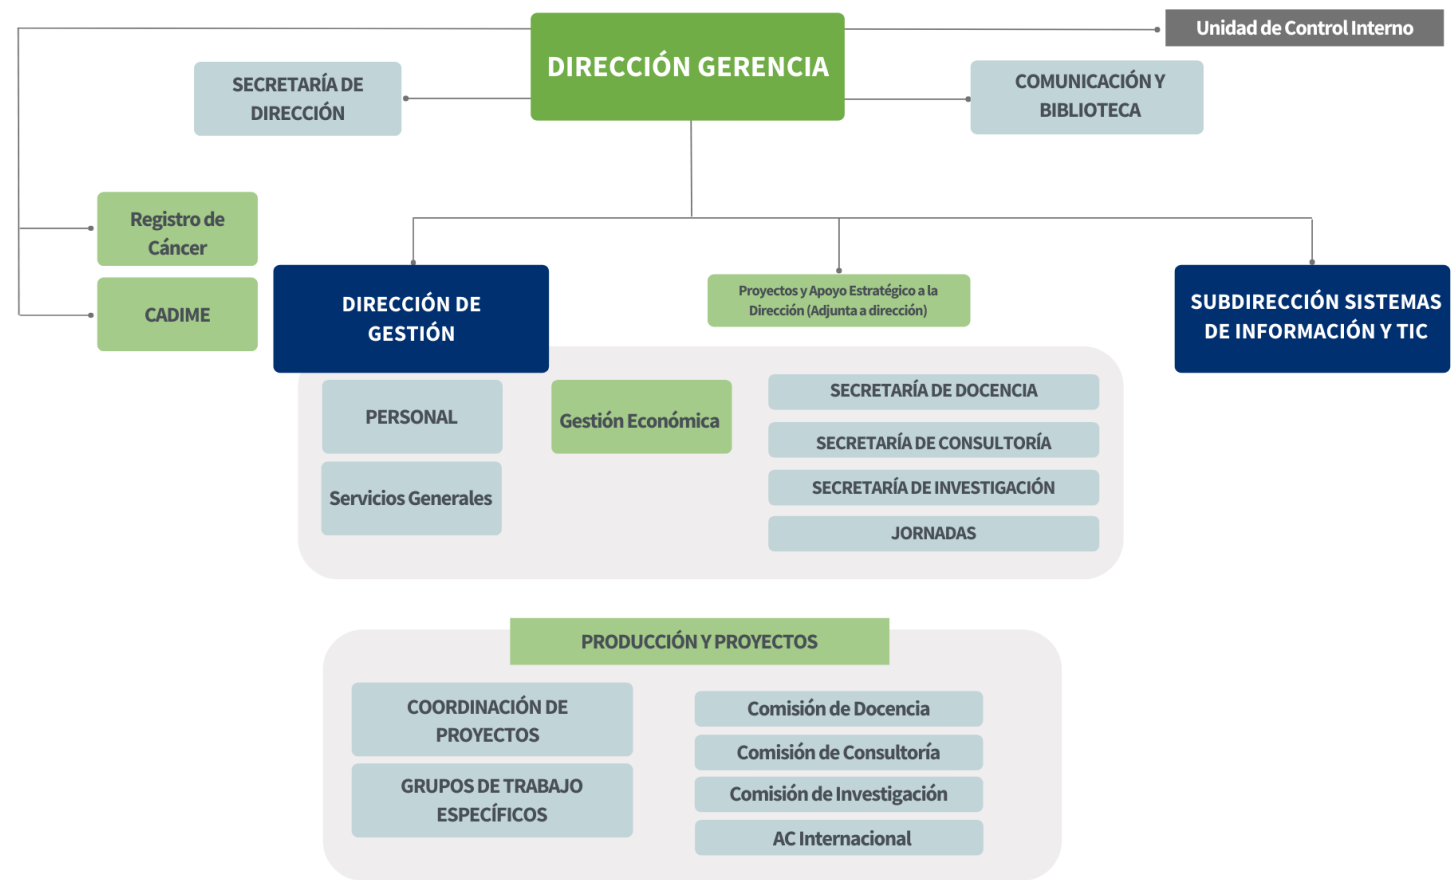 Unidad de Control Interno
DIRECCIÓN GERENCIA
SECRETARÍA DE
DIRECCIÓN
COMUNICACIÓN Y
BIBLIOTECA
Registro de
Cáncer
CADIME
DIRECCIÓN DE
GESTIÓN
Proyectos y Apoyo Estratégico a la
Dirección (Adjunta a dirección)
SUBDIRECCIÓN SISTEMAS
DE INFORMACIÓN Y TIC
PERSONAL
Servicios Generales
Gestión Económica
SECRETARÍA DE DOCENCIA
SECRETARÍA DE CONSULTORÍA
SECRETARÍA DE INVESTIGACIÓN
JORNADAS
PRODUCCIÓN Y PROYECTOS
COORDINACIÓN DE
PROYECTOS
GRUPOS DE TRABAJO
ESPECÍFICOS
Comisión de Docencia
Comisión de Consultoría
Comisión de Investigación
AC Internacional